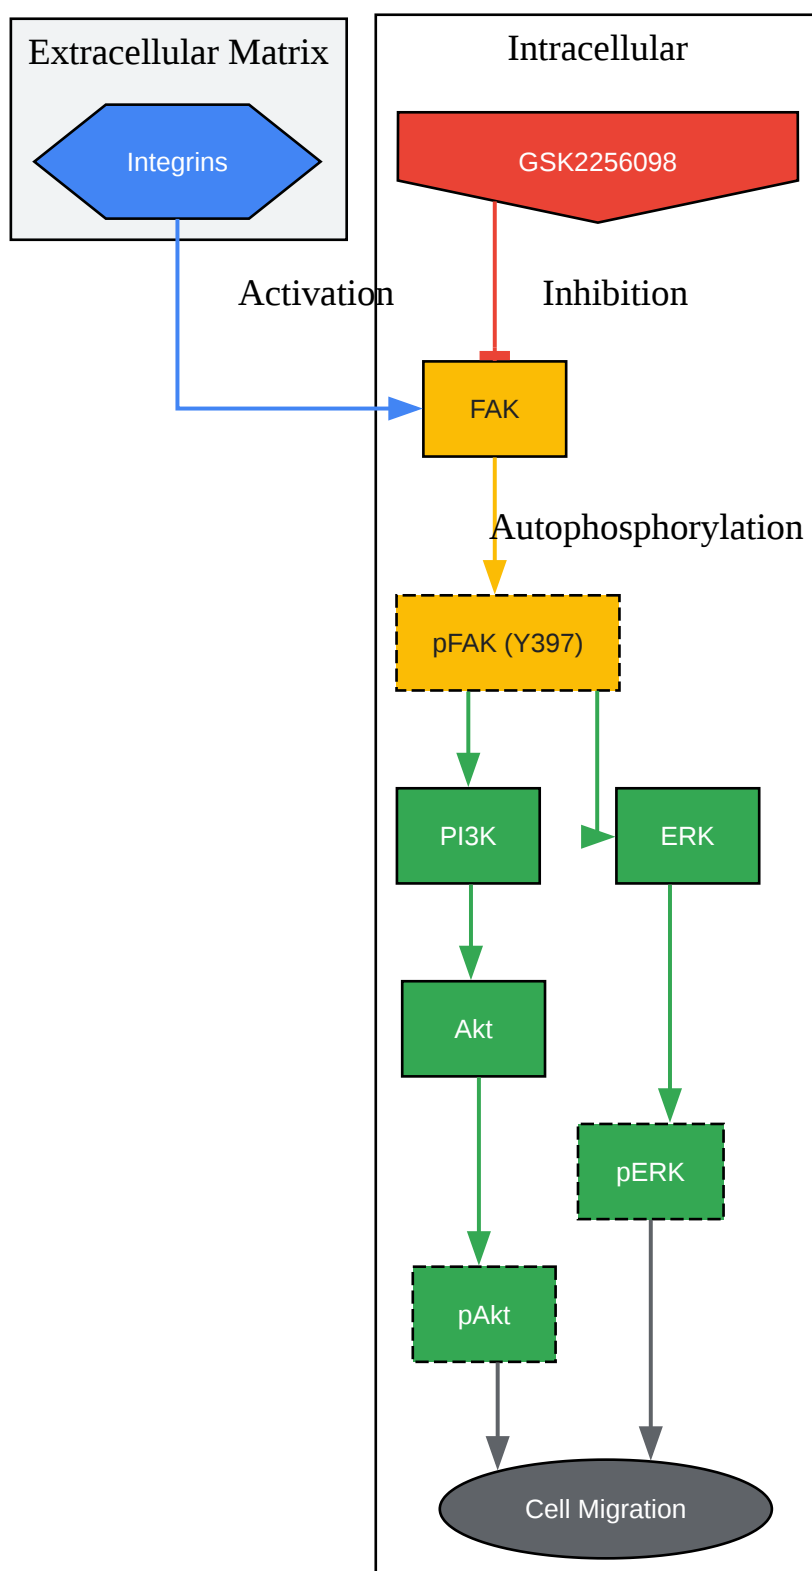 Extracellular Matrix
Intracellular
Integrins
GSK2256098
Activation
Inhibition
FAK
Autophosphorylation
pFAK (Y397)
PI3K
ERK
Akt
pERK
pAkt
Cell Migration